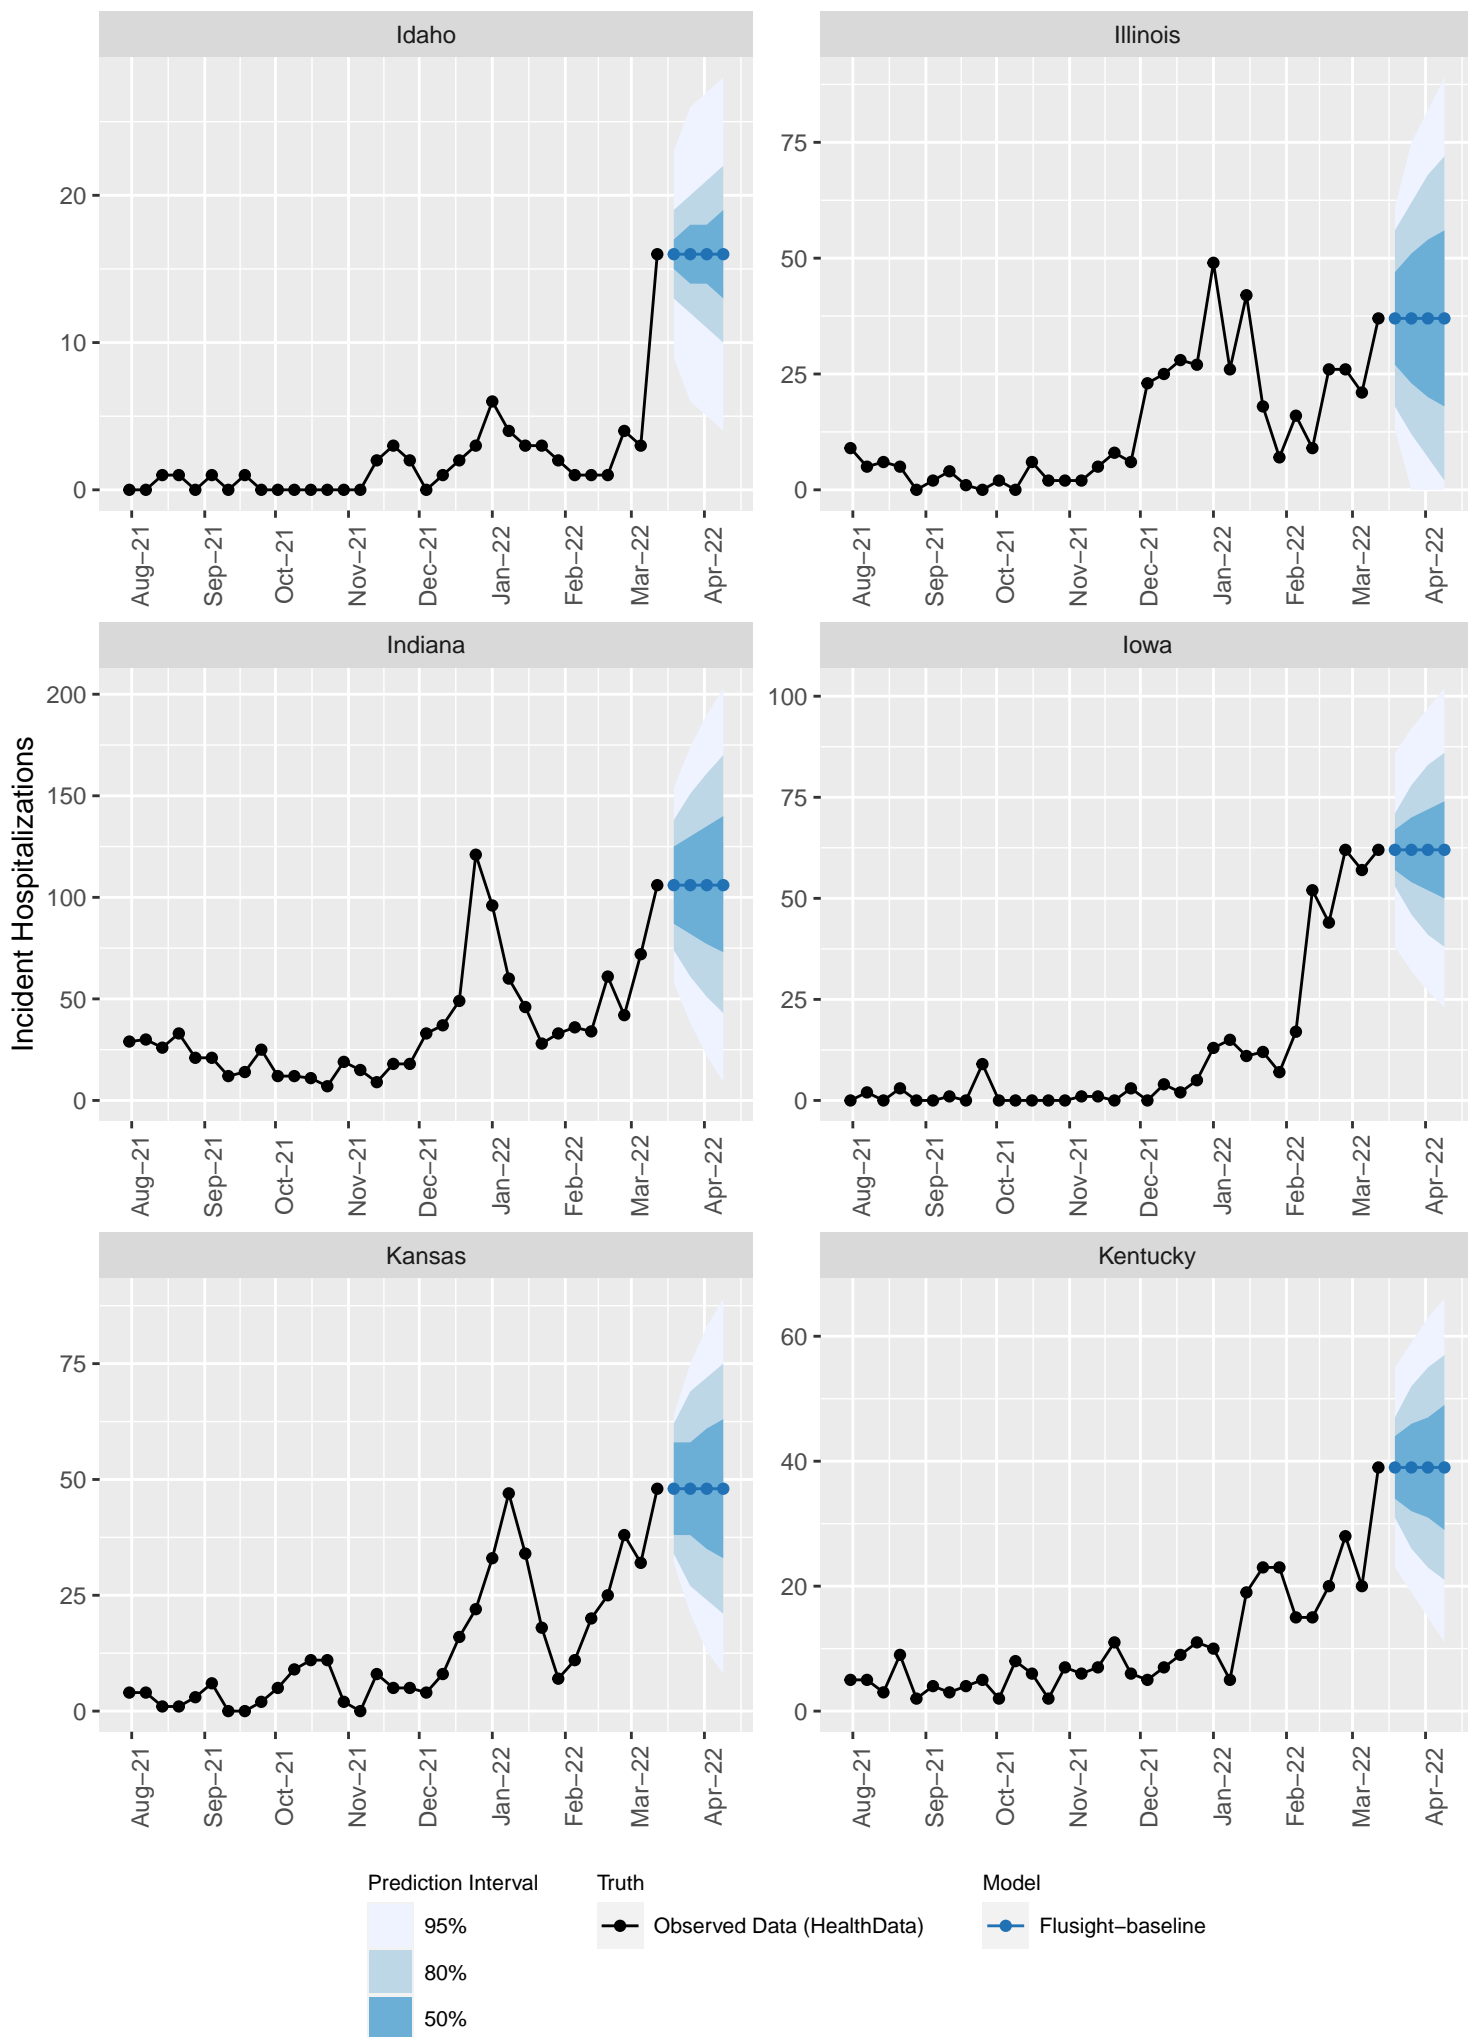 Idaho
Illinois
20
10
0
75
50
25
0
Aug−21
Sep−21
Oct−21
Nov−21
Dec−21
Jan−22
Feb−22
Mar−22
Apr−22
Aug−21
Sep−21
Oct−21
Nov−21
Dec−21
Jan−22
Feb−22
Mar−22
Apr−22
Indiana
Iowa
Incident Hospitalizations
200
150
100
50
0
100
75
50
25
0
Aug−21
Sep−21
Oct−21
Nov−21
Dec−21
Jan−22
Feb−22
Mar−22
Apr−22
Aug−21
Sep−21
Oct−21
Nov−21
Dec−21
Jan−22
Feb−22
Mar−22
Apr−22
Kansas
Kentucky
75
50
25
0
60
40
20
0
Aug−21
Sep−21
Oct−21
Nov−21
Dec−21
Jan−22
Feb−22
Mar−22
Apr−22
Aug−21
Sep−21
Oct−21
Nov−21
Dec−21
Jan−22
Feb−22
Mar−22
Apr−22
Prediction Interval
95%
80%
50%
Truth
Observed Data (HealthData)
Model
Flusight−baseline